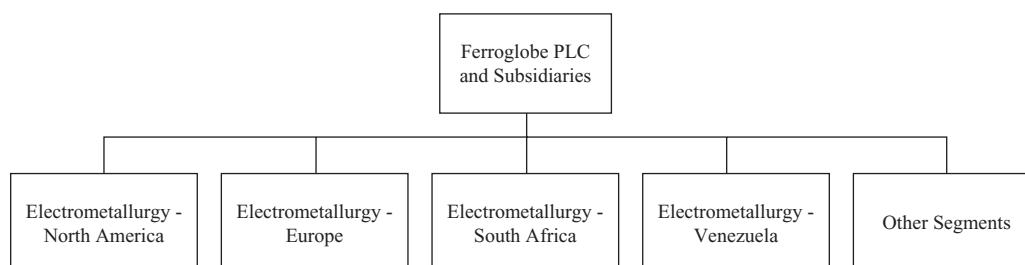 Ferroglobe PLC
and Subsidiaries
Electrometallurgy -
North America
Electrometallurgy -
Europe
Electrometallurgy -
South Africa
Electrometallurgy -
Venezuela
Other Segments